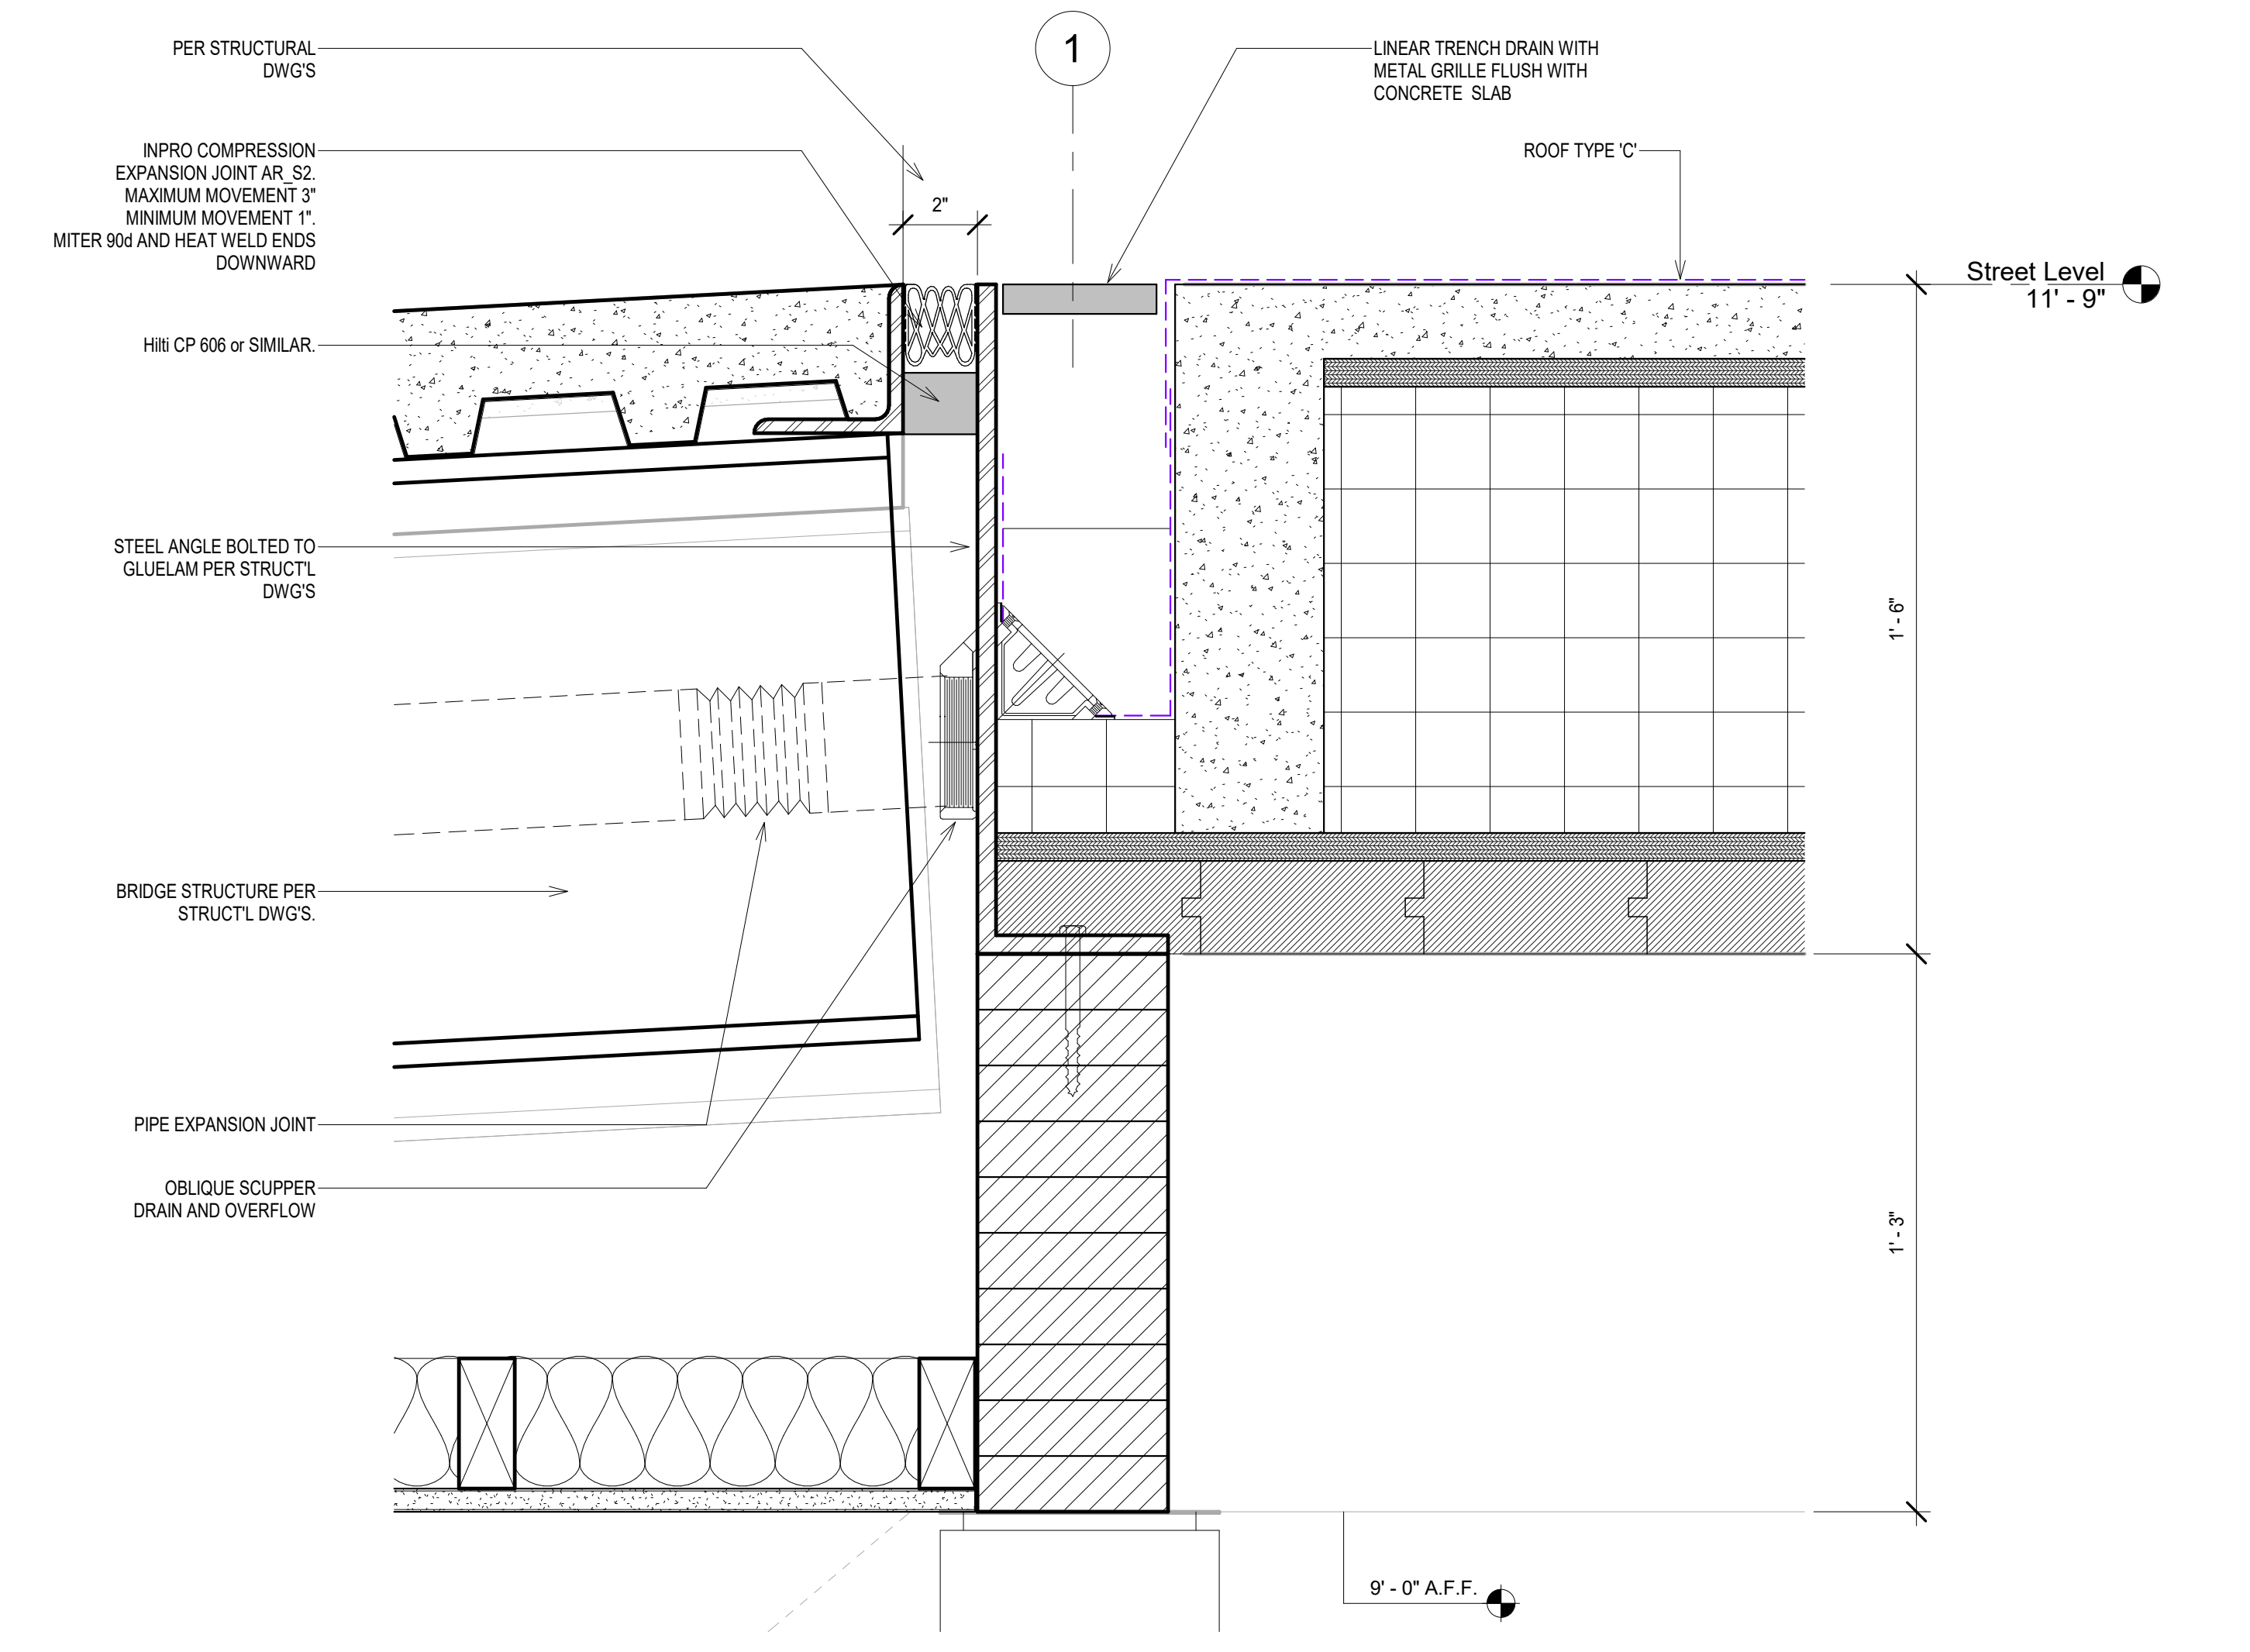 PER STRUCTURAL
DWG'S
1
LINEAR TRENCH DRAIN WITH
METAL GRILLE FLUSH WITH
CONCRETE SLAB
INPRO COMPRESSION
EXPANSION JOINT AR_S2.
MAXIMUM MOVEMENT 3"
MINIMUM MOVEMENT 1".
MITER 90d AND HEAT WELD ENDS
DOWNWARD
ROOF TYPE 'C'
2"
Street Level
11' - 9"
Hilti CP 606 or SIMILAR.
STEEL ANGLE BOLTED TO
GLUELAM PER STRUCT'L
DWG'S
1' - 6"
BRIDGE STRUCTURE PER
STRUCT'L DWG'S.
PIPE EXPANSION JOINT
OBLIQUE SCUPPER
DRAIN AND OVERFLOW
1' - 3"
9' - 0" A.F.F.